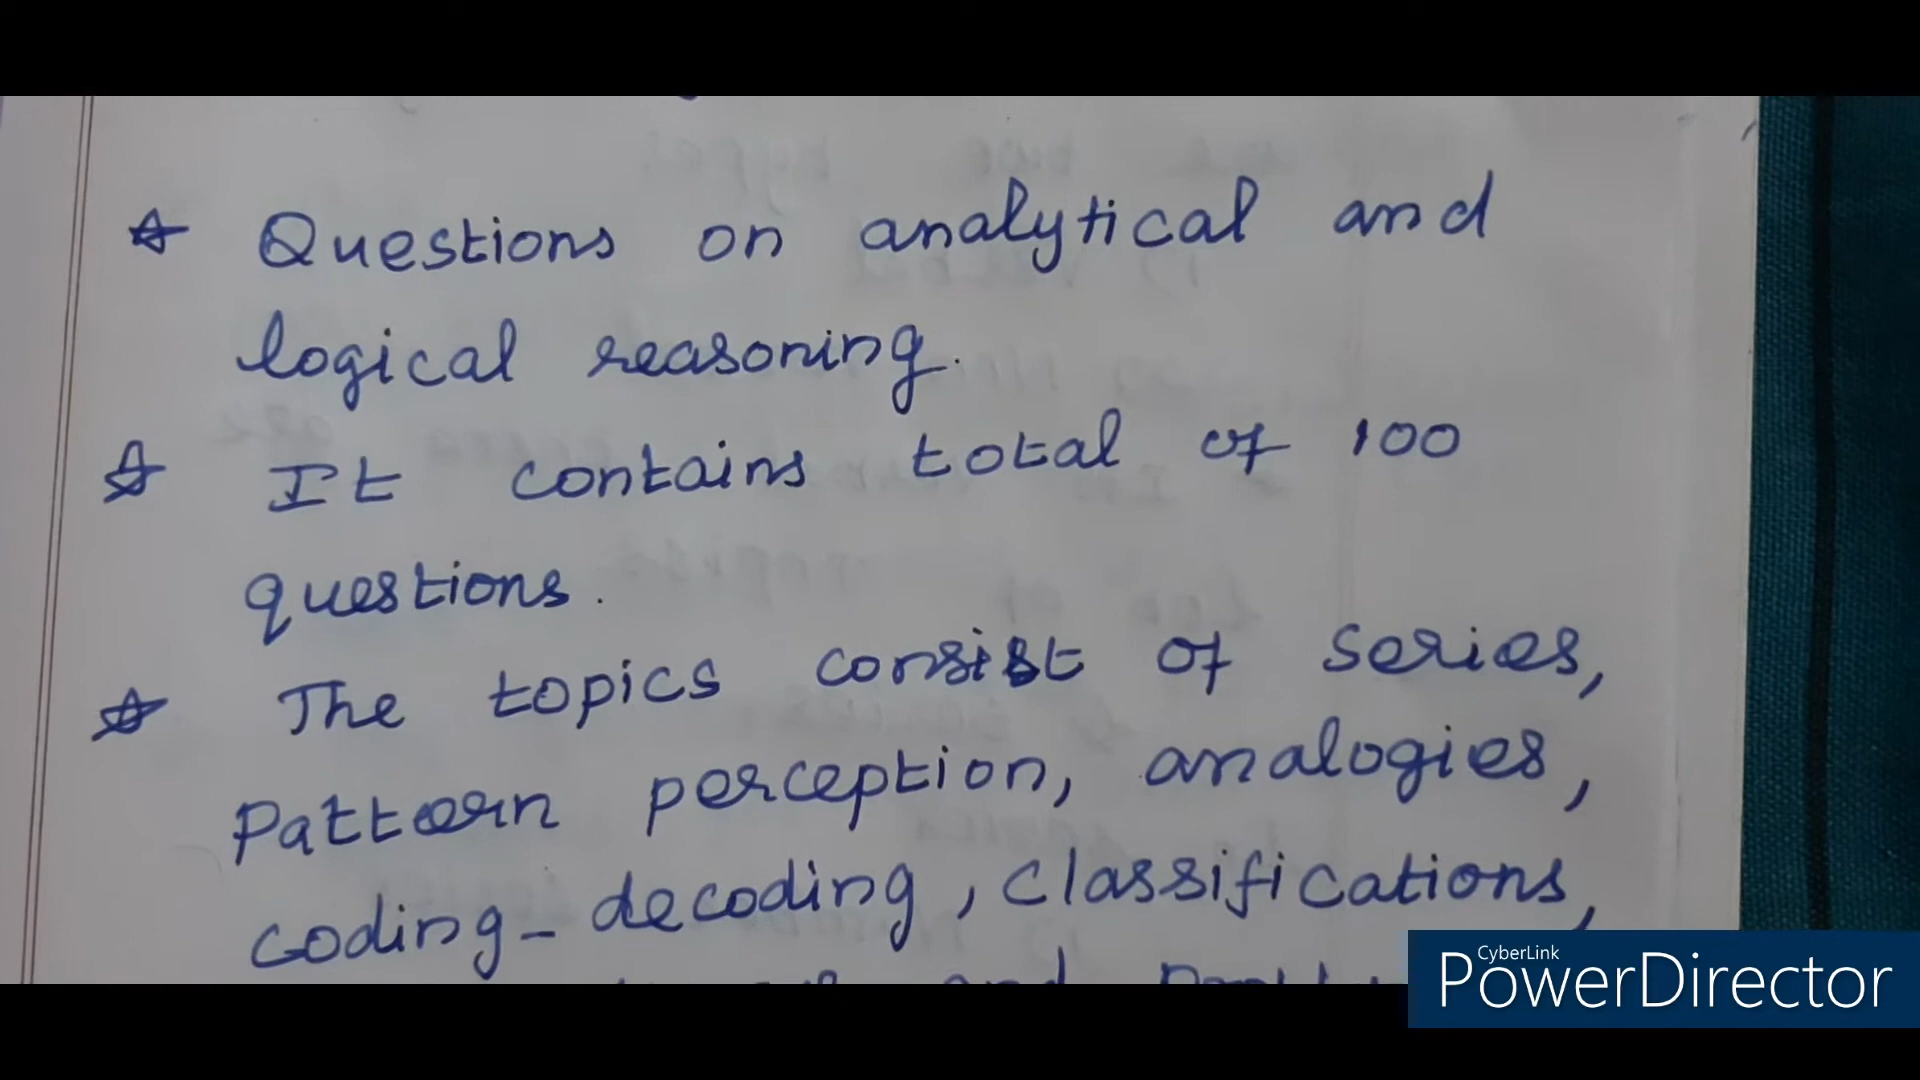 ☆ Questions on analytical and
logical reasoning.
☆ It contains total of 100
questions.
☆ The topics consist of series,
Pattern perception, analogies,
coding-decoding, classifications,
and
CyberLink
PowerDirector